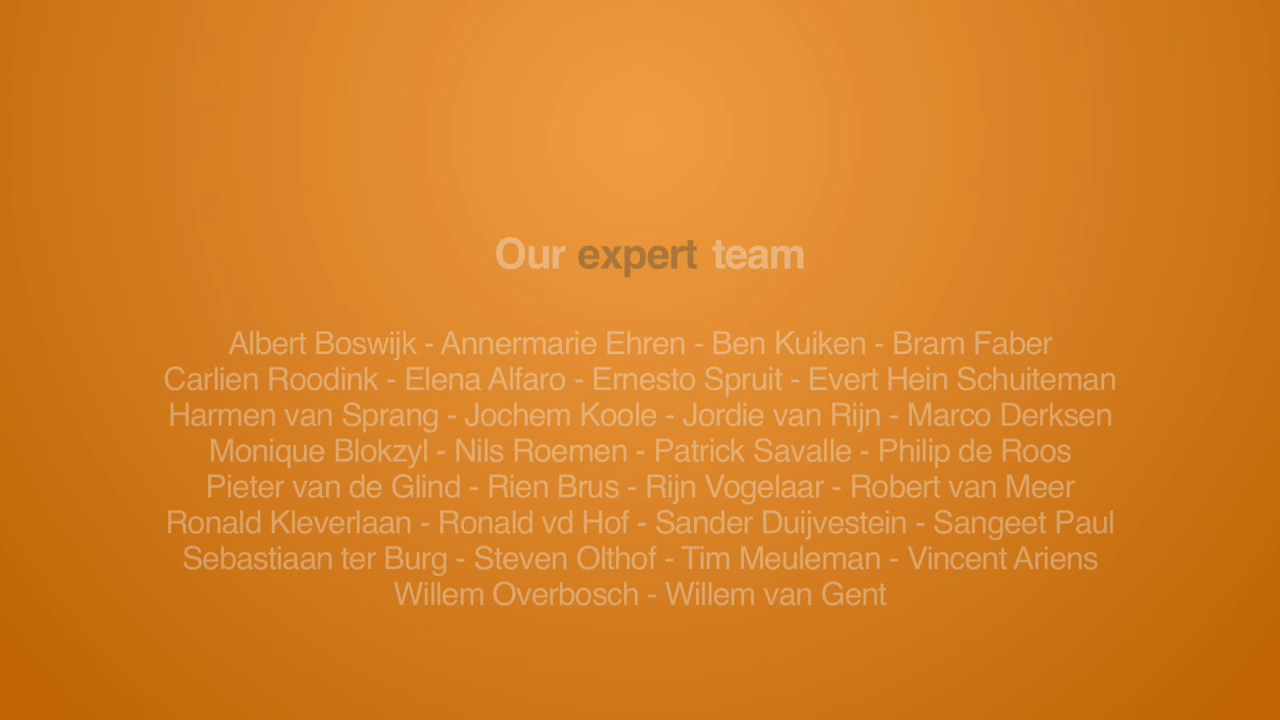 Our expert team
Albert Boswijk - Annermarie Ehren - Ben Kuiken - Bram Faber
Carlien Roodink - Elena Alfaro - Ernesto Spruit - Evert Hein Schuiteman
Harmen van Sprang - Jochem Koole - Jordie van Rijn - Marco Derksen
Monique Blokzyl - Nils Roemen - Patrick Savalle - Philip de Roos
Pieter van de Glind - Rien Brus - Rijn Vogelaar - Robert van Meer
Ronald Kleverlaan - Ronald vd Hof - Sander Duijvestein - Sangeet Paul
Sebastiaan ter Burg - Steven Olthof - Tim Meuleman - Vincent Ariens
Willem Overbosch - Willem van Gent